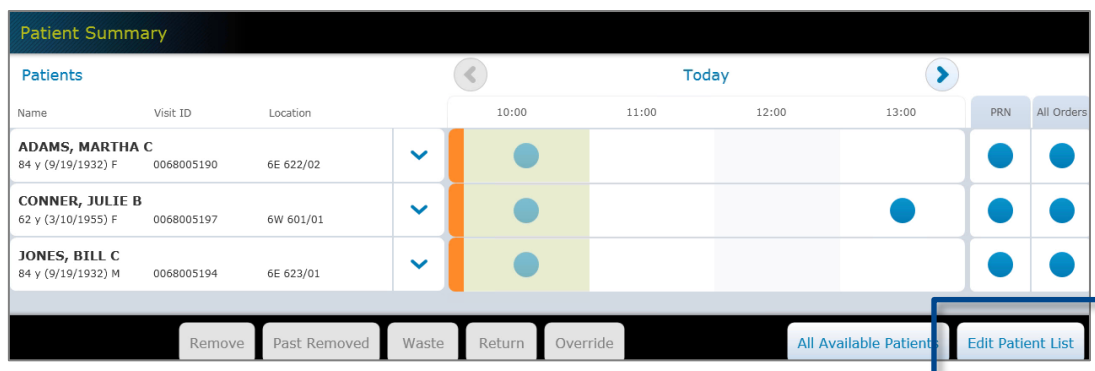 Patient Summary
Patients Today
Name Visit ID Location 10:00 11:00 12:00 13:00 PRN All Orders
ADAMS, MARTHA C
84 y (9/19/1932) F 0068005190 6E 622/02
CONNER, JULIE B
62 y (3/10/1955) F 0068005197 6W 601/01
JONES, BILL C
84 y (9/19/1932) M 0068005194 6E 623/01
Remove Past Removed Waste Return Override All Available Patients Edit Patient List